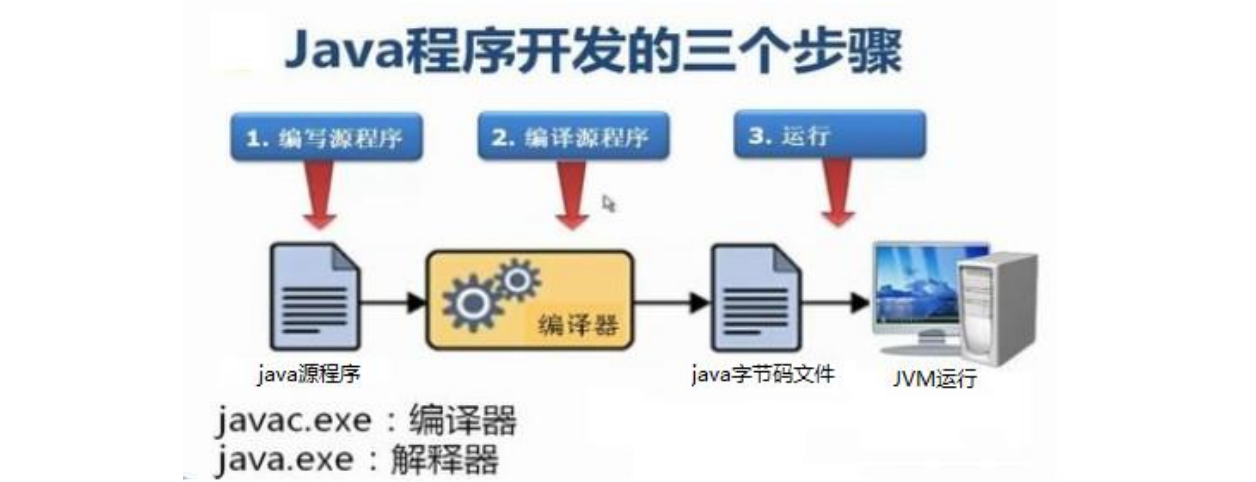 Java程序开发的三个步骤
1. 编写源程序
2. 编译源程序
3. 运行
编译器
java源程序
java字节码文件
JVM运行
javac.exe：编译器
java.exe：解释器